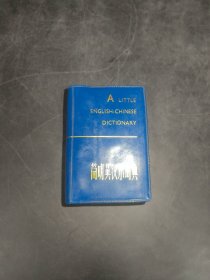 A LITTLE
ENGLISH-CHINESE
DICTIONARY
简明英汉小词典